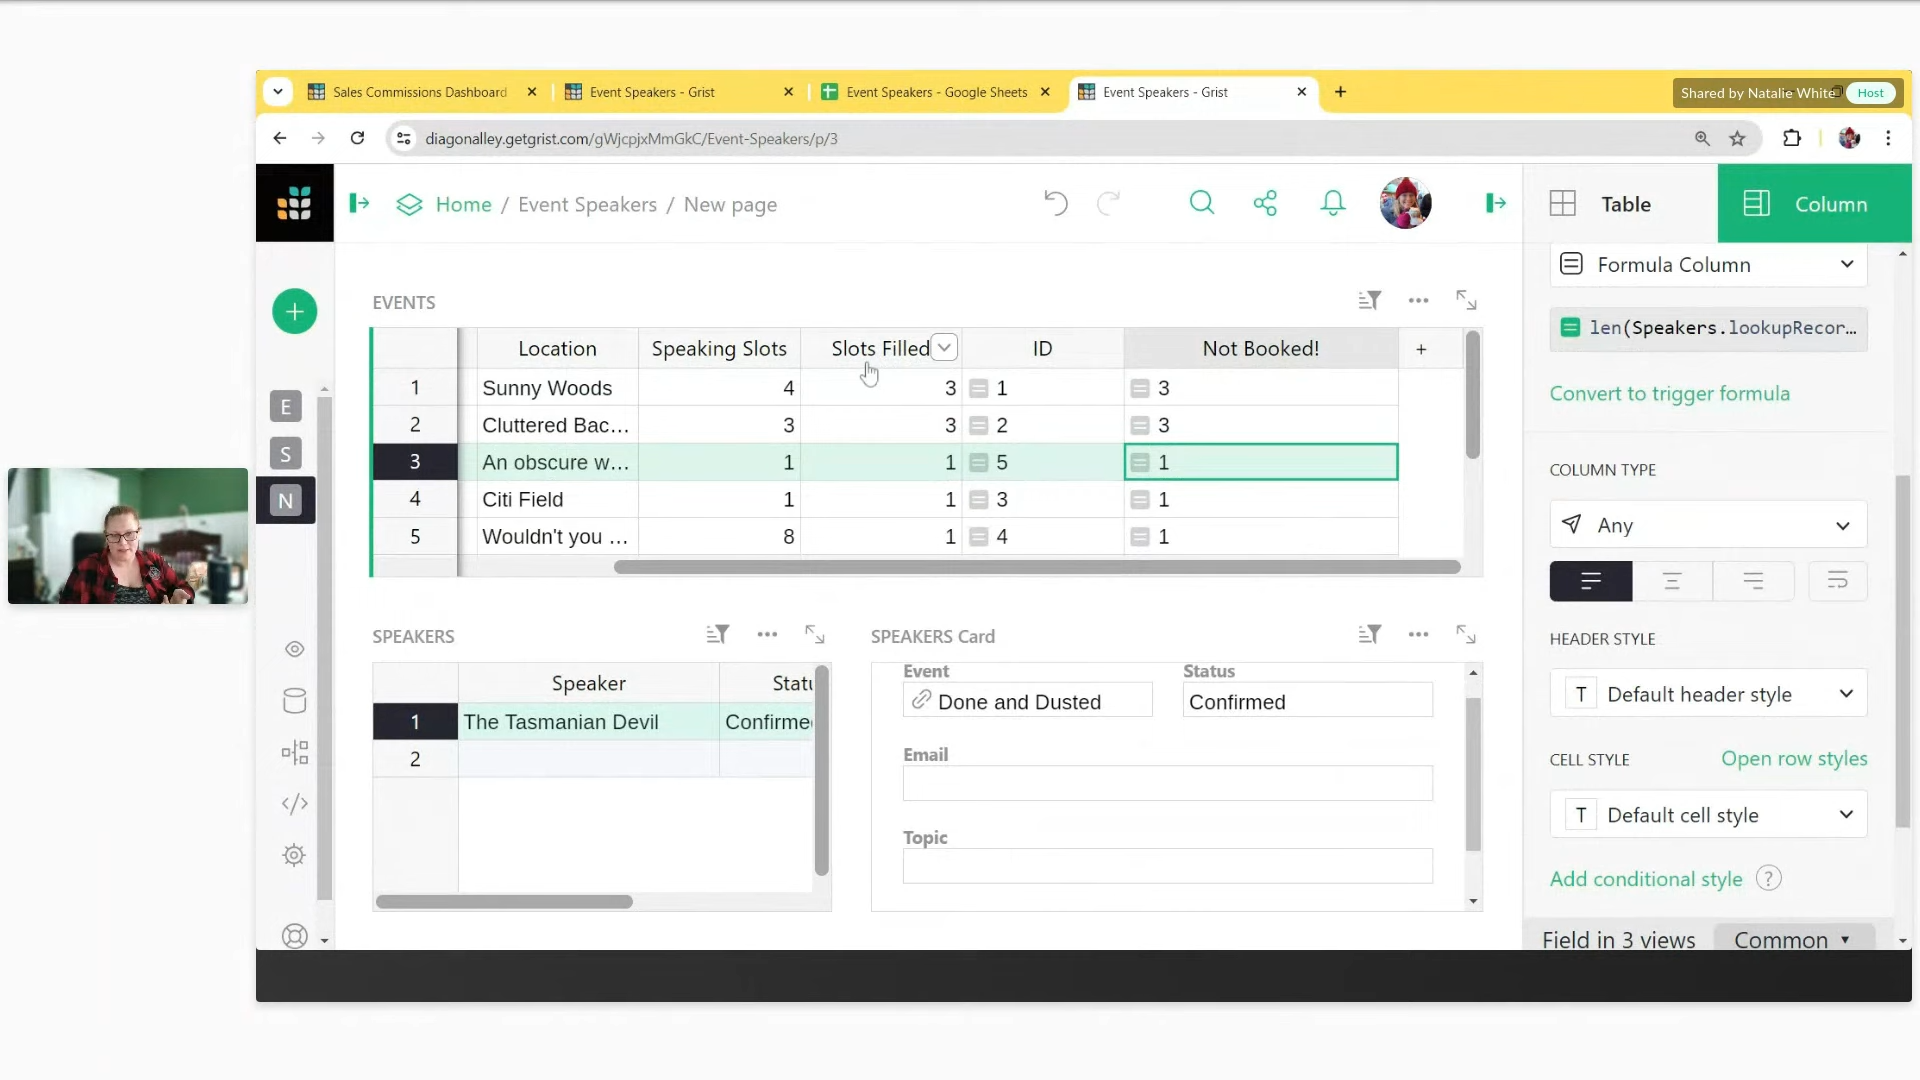 Sales Commissions Dashboard
Event Speakers - Grist
Event Speakers - Google Sheets
Event Speakers - Grist
Shared by Natalie White
Host
diagonalley.getgrist.com/gWjcpjxMmGkC/Event-Speakers/p/3
Home / Event Speakers / New page
Table
Column
EVENTS
Location Speaking Slots Slots Filled ID Not Booked! +
1 Sunny Woods 4 3 1 3
2 Cluttered Bac... 3 3 2 3
3 An obscure w... 1 1 5 1
4 Citi Field 1 1 3 1
5 Wouldn't you ... 8 1 4 1
E
S
N
SPEAKERS
Speaker Statu
1 The Tasmanian Devil Confirmed
2
SPEAKERS Card
Event Status
Done and Dusted Confirmed
Email
Topic
Formula Column
len(Speakers.lookupRecor...
Convert to trigger formula
COLUMN TYPE
Any
HEADER STYLE
T Default header style
CELL STYLE Open row styles
T Default cell style
Add conditional style ?
Field in 3 views Common